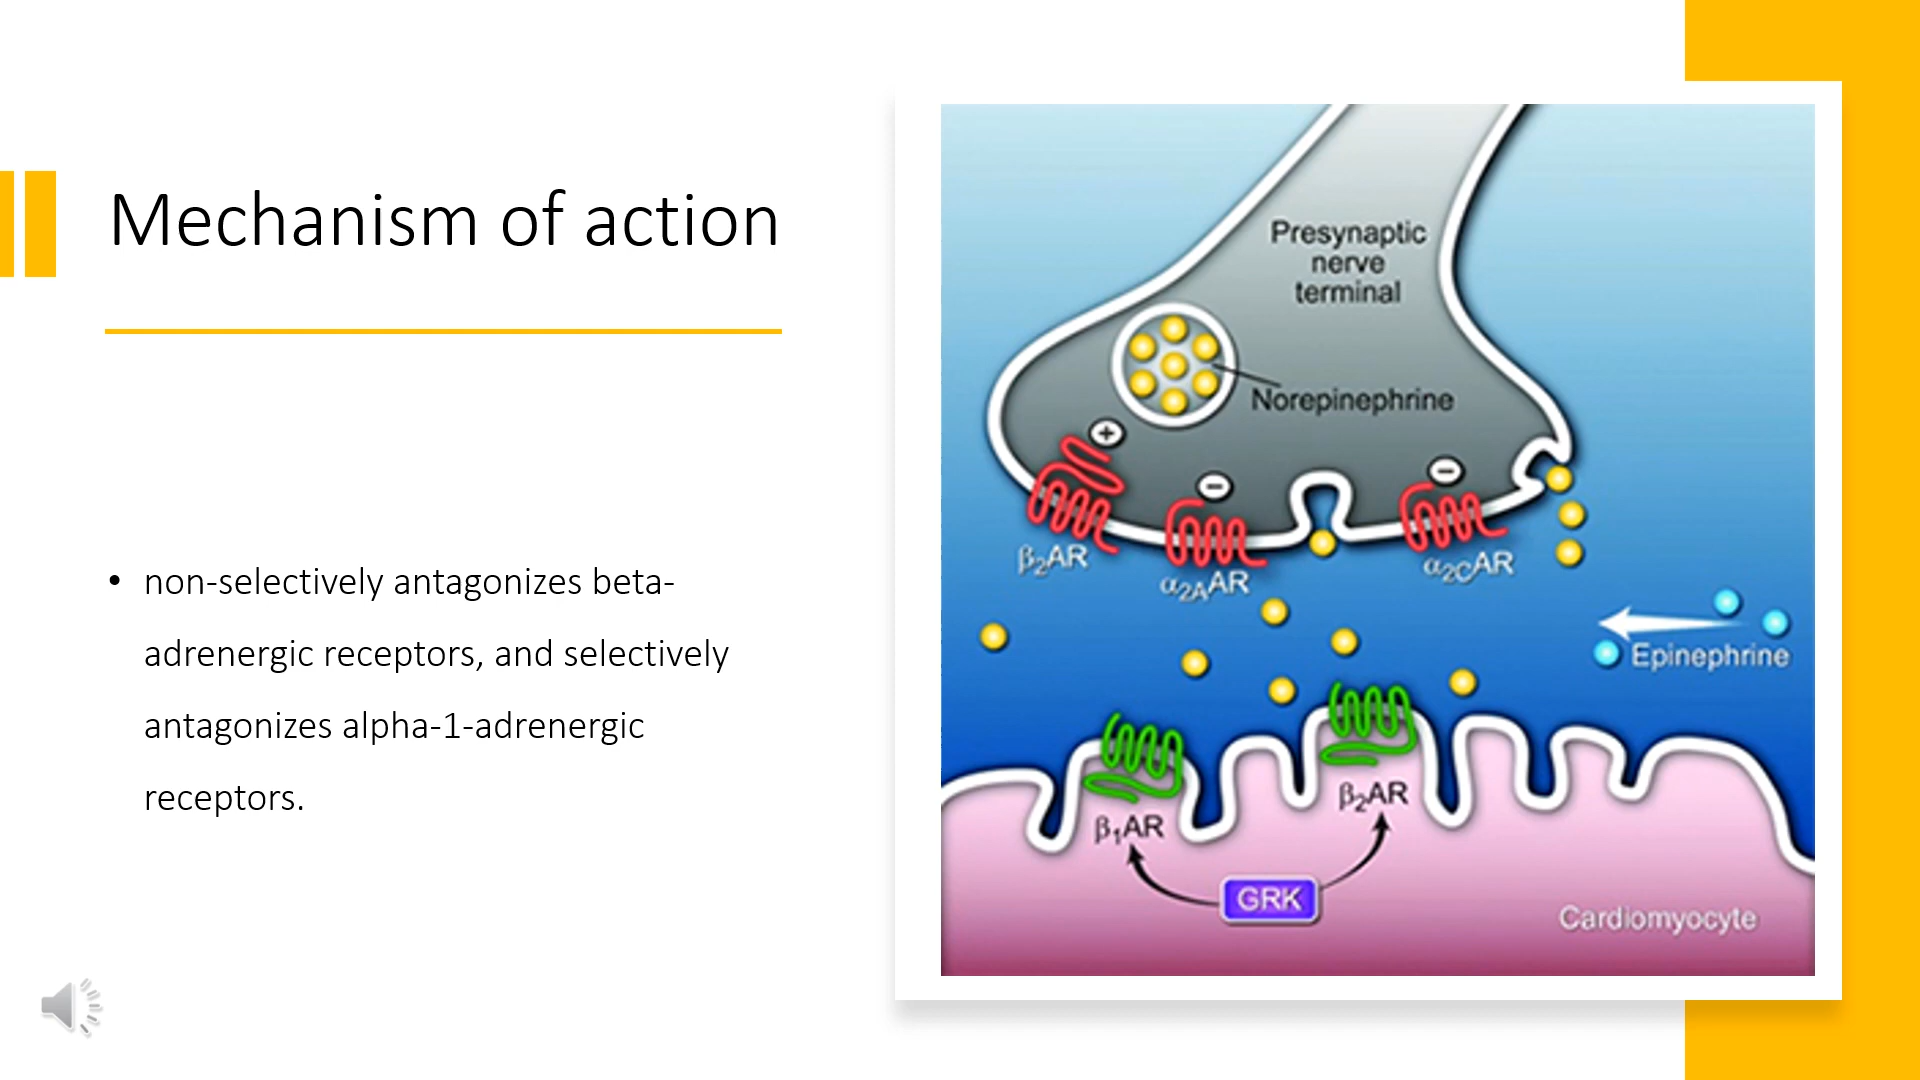 Mechanism of action
• non-selectively antagonizes beta-
adrenergic receptors, and selectively
antagonizes alpha-1-adrenergic
receptors.
Presynaptic
nerve
terminal
Norepinephrine
+
−
−
β₂AR
α₂AAR
α₂CAR
Epinephrine
β₂AR
β₁AR
GRK
Cardiomyocyte